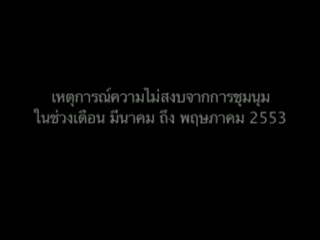 เหตุการณ์ความไม่สงบจากการชุมนุม
ในช่วงเดือน มีนาคม ถึง พฤษภาคม 2553